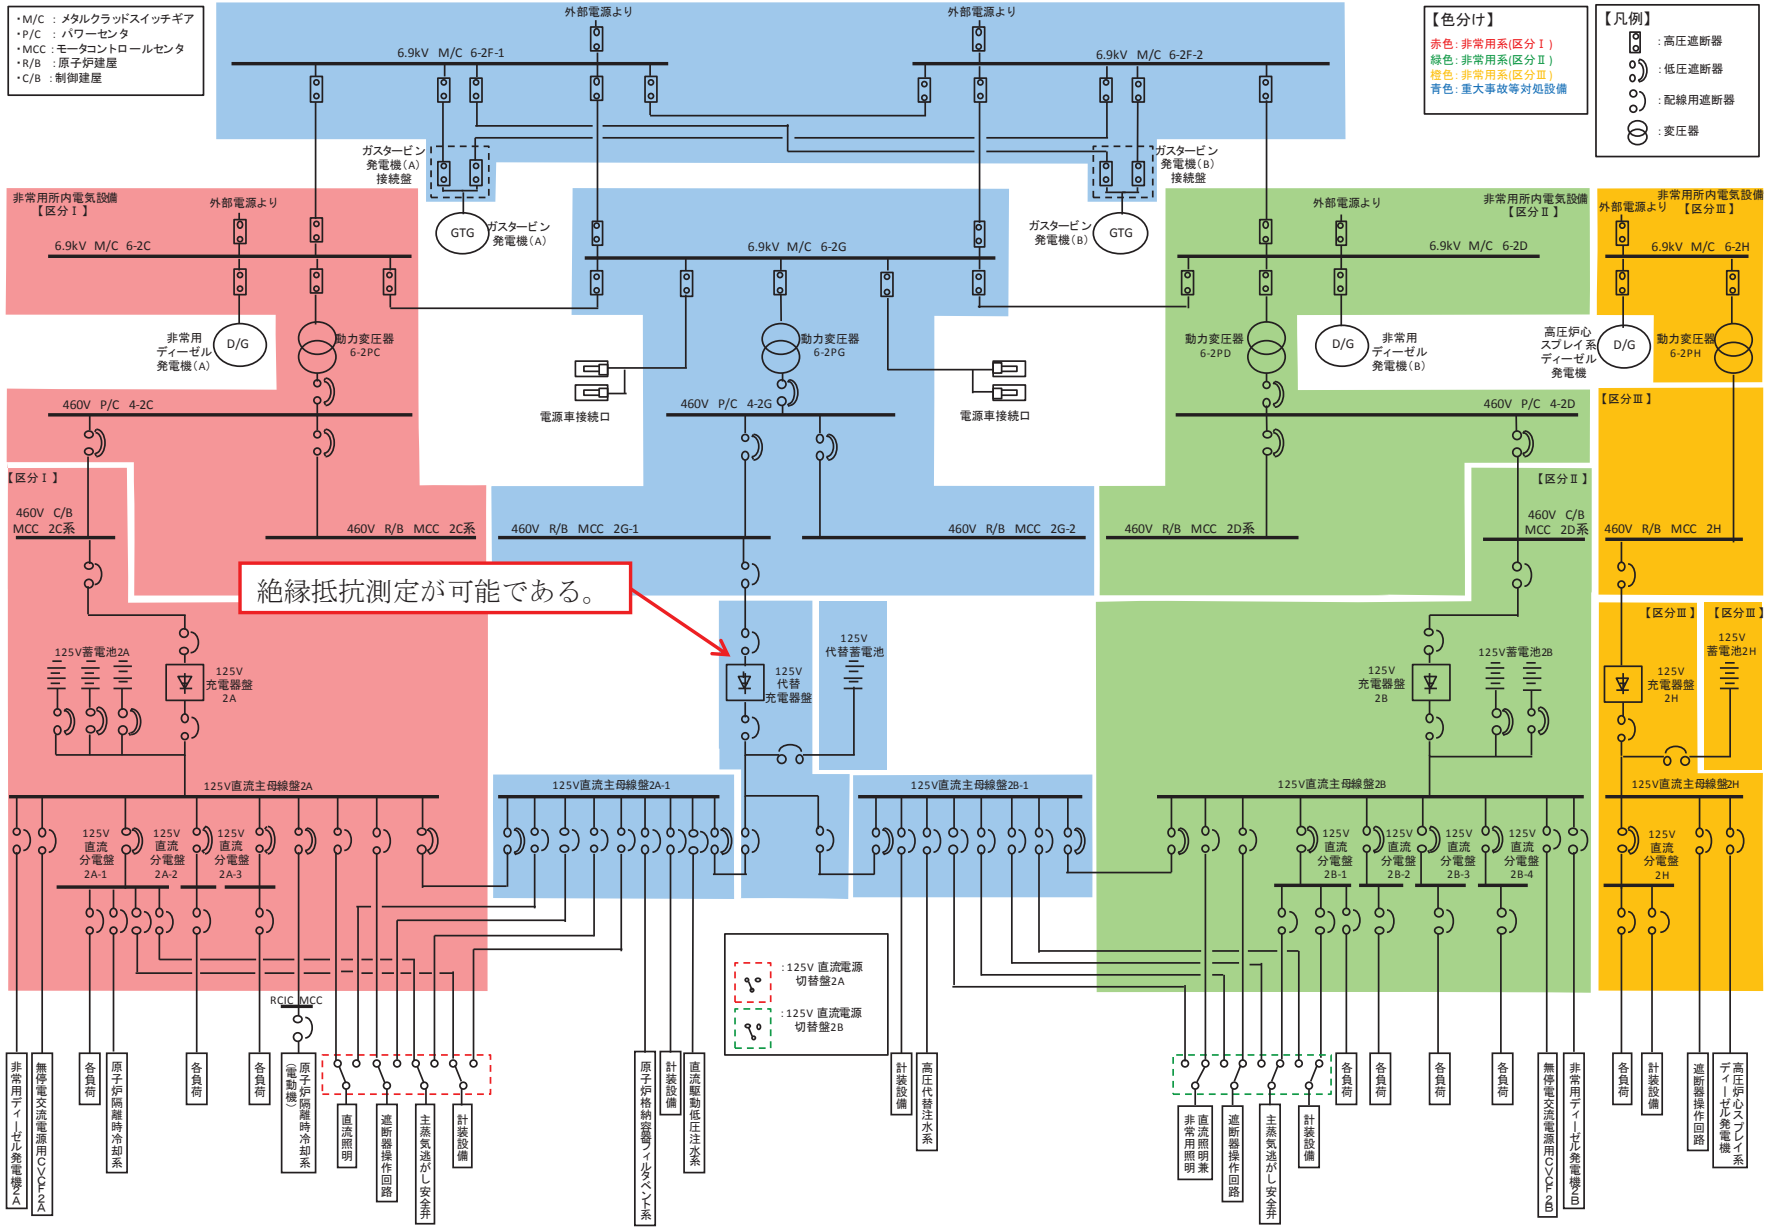 ・M/C ： メタルクラッドスイッチギア
・P/C ： パワーセンタ
・MCC：モータコントロールセンタ
・R/B ：原子炉建屋
・C/B ：制御建屋
外部電源より
6.9kV M/C 6-2F-1
外部電源より
6.9kV M/C 6-2F-2
【色分け】
赤色：非常用系(区分Ⅰ)
緑色：非常用系(区分Ⅱ)
橙色：非常用系(区分Ⅲ)
青色：重大事故等対処設備
【凡例】
：高圧遮断器
：低圧遮断器
：配線用遮断器
：変圧器
ガスタービン
発電機(A)
接続盤
ガスタービン
発電機(B)
接続盤
GTG
ガスタービン
発電機(A)
ガスタービン
発電機(B)
GTG
非常用所内電気設備
【区分Ⅰ】
外部電源より
6.9kV M/C 6-2C
6.9kV M/C 6-2G
外部電源より
非常用所内電気設備
【区分Ⅱ】
6.9kV M/C 6-2D
非常用所内電気設備
外部電源より
【区分Ⅲ】
6.9kV M/C 6-2H
非常用
ディーゼル
発電機(A)
D/G
動力変圧器
6-2PC
動力変圧器
6-2PG
動力変圧器
6-2PD
D/G
非常用
ディーゼル
発電機(B)
高圧炉心
スプレイ系
ディーゼル
発電機
D/G
動力変圧器
6-2PH
電源車接続口
電源車接続口
460V P/C 4-2C
460V P/C 4-2G
460V P/C 4-2D
【区分Ⅲ】
【区分Ⅰ】
【区分Ⅱ】
460V C/B
MCC 2C系
460V R/B MCC 2C系
460V R/B MCC 2G-1
460V R/B MCC 2G-2
460V R/B MCC 2D系
460V C/B
MCC 2D系
460V R/B MCC 2H
絶縁抵抗測定が可能である。
125V蓄電池2A
125V
充電器盤
2A
125V
代替
充電器盤
125V
代替蓄電池
125V
充電器盤
2B
125V蓄電池2B
【区分Ⅲ】
125V
充電器盤
2H
【区分Ⅲ】
125V
蓄電池2H
125V直流主母線盤2A
125V直流主母線盤2A-1
125V直流主母線盤2B-1
125V直流主母線盤2B
125V直流主母線盤2H
125V
直流
分電盤
2A-1
125V
直流
分電盤
2A-2
125V
直流
分電盤
2A-3
125V
直流
分電盤
2B-1
125V
直流
分電盤
2B-2
125V
直流
分電盤
2B-3
125V
直流
分電盤
2B-4
125V
直流
分電盤
2H
：125V 直流電源
切替盤2A
：125V 直流電源
切替盤2B
RCIC MCC
非常用ディーゼル発電機2A
無停電交流電源用CVCF2A
各負荷
原子炉隔離時冷却系
各負荷
各負荷
原子炉隔離時冷却系
(電動機)
直流照明
遮断器操作回路
主蒸気逃がし安全弁
計装設備
原子炉格納容器フィルタベント系
計装設備
直流駆動低圧注水系
計装設備
高圧代替注水系
直流照明兼
非常用照明
遮断器操作回路
主蒸気逃がし安全弁
計装設備
各負荷
各負荷
各負荷
各負荷
無停電交流電源用CVCF2B
非常用ディーゼル発電機2B
各負荷
計装設備
遮断器操作回路
高圧炉心スプレイ系
ディーゼル発電機